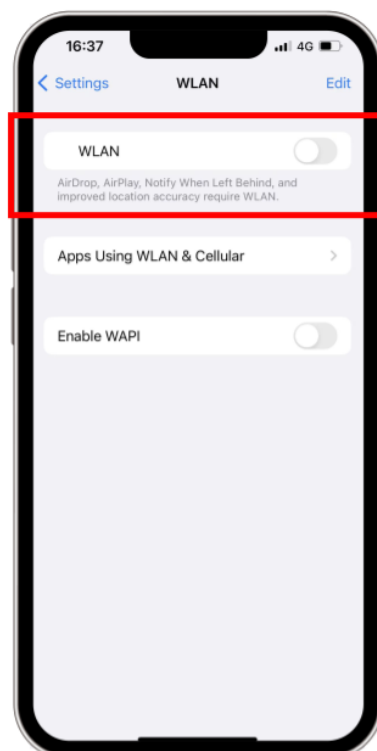 16:37 4G
Settings WLAN Edit
WLAN
AirDrop, AirPlay, Notify When Left Behind, and
improved location accuracy require WLAN.
Apps Using WLAN & Cellular
Enable WAPI